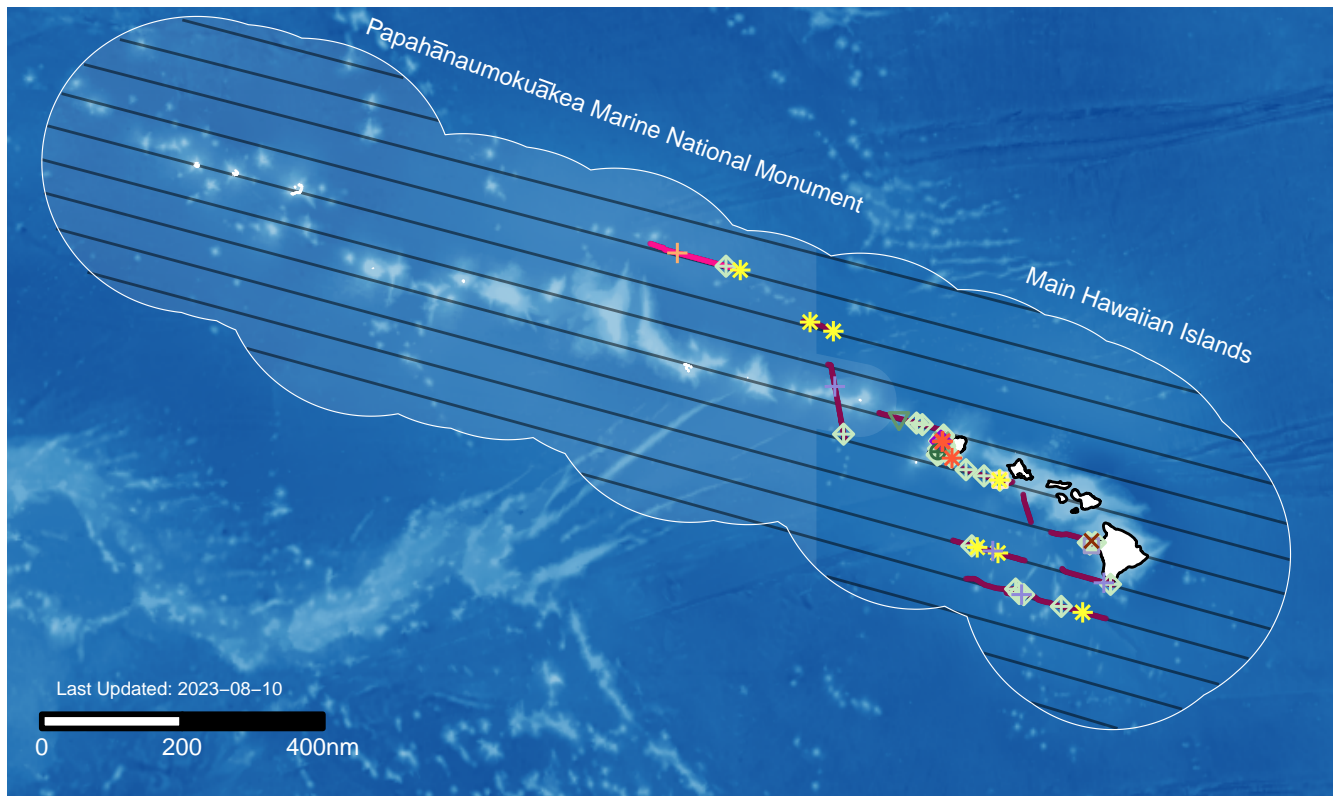 Papahānaumokuākea Marine National Monument
Main Hawaiian Islands
Last Updated: 2023−08−10
0 200 400nm